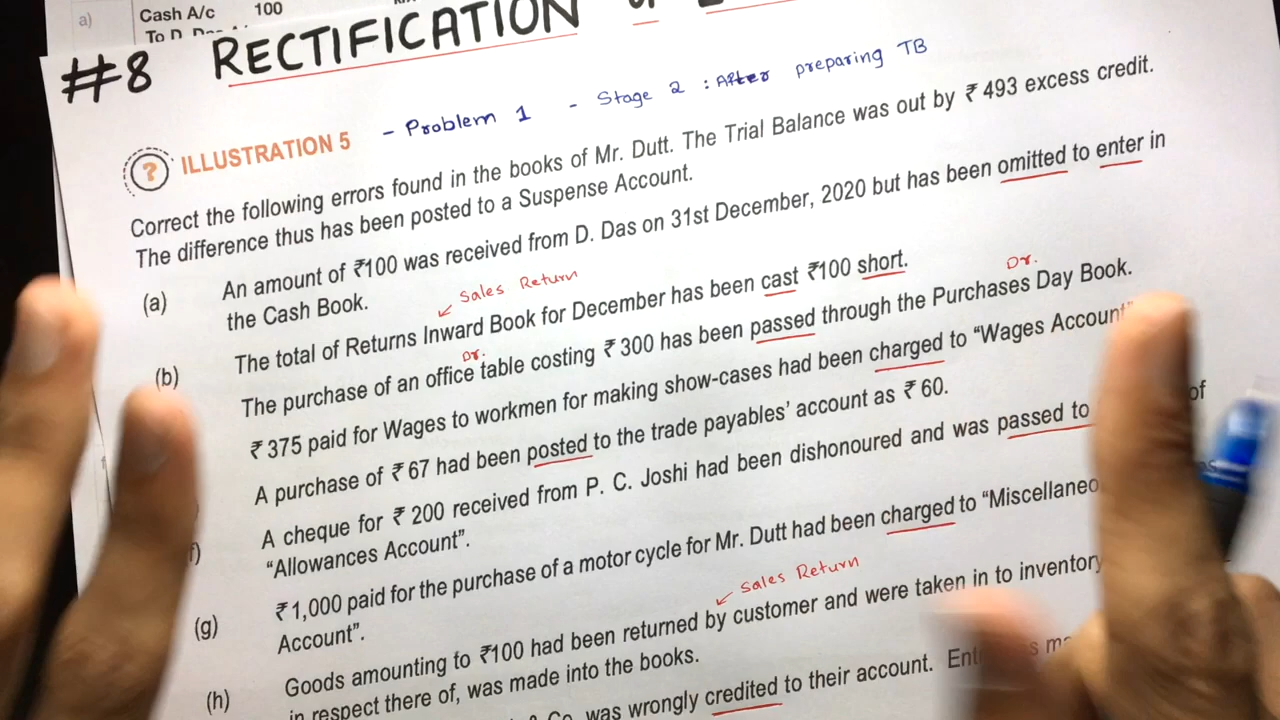 a)
Cash A/c 100
To D.
#8 RECTIFICATION
- Problem 1 - Stage 2 : After preparing TB
? ILLUSTRATION 5
Correct the following errors found in the books of Mr. Dutt. The Trial Balance was out by ₹ 493 excess credit.
The difference thus has been posted to a Suspense Account.
(a) An amount of ₹100 was received from D. Das on 31st December, 2020 but has been omitted to enter in
the Cash Book.
Sales Return
(b) The total of Returns Inward Book for December has been cast ₹100 short.
Dr. Dr.
The purchase of an office table costing ₹ 300 has been passed through the Purchases Day Book.
₹ 375 paid for Wages to workmen for making show-cases had been charged to “Wages Account”
A purchase of ₹ 67 had been posted to the trade payables’ account as ₹ 60.
f) A cheque for ₹ 200 received from P. C. Joshi had been dishonoured and was passed to of
“Allowances Account”.
(g) ₹ 1,000 paid for the purchase of a motor cycle for Mr. Dutt had been charged to “Miscellaneo
Account”.
Sales Return
(h) Goods amounting to ₹100 had been returned by customer and were taken in to inventory
in respect there of, was made into the books.
Co. was wrongly credited to their account.